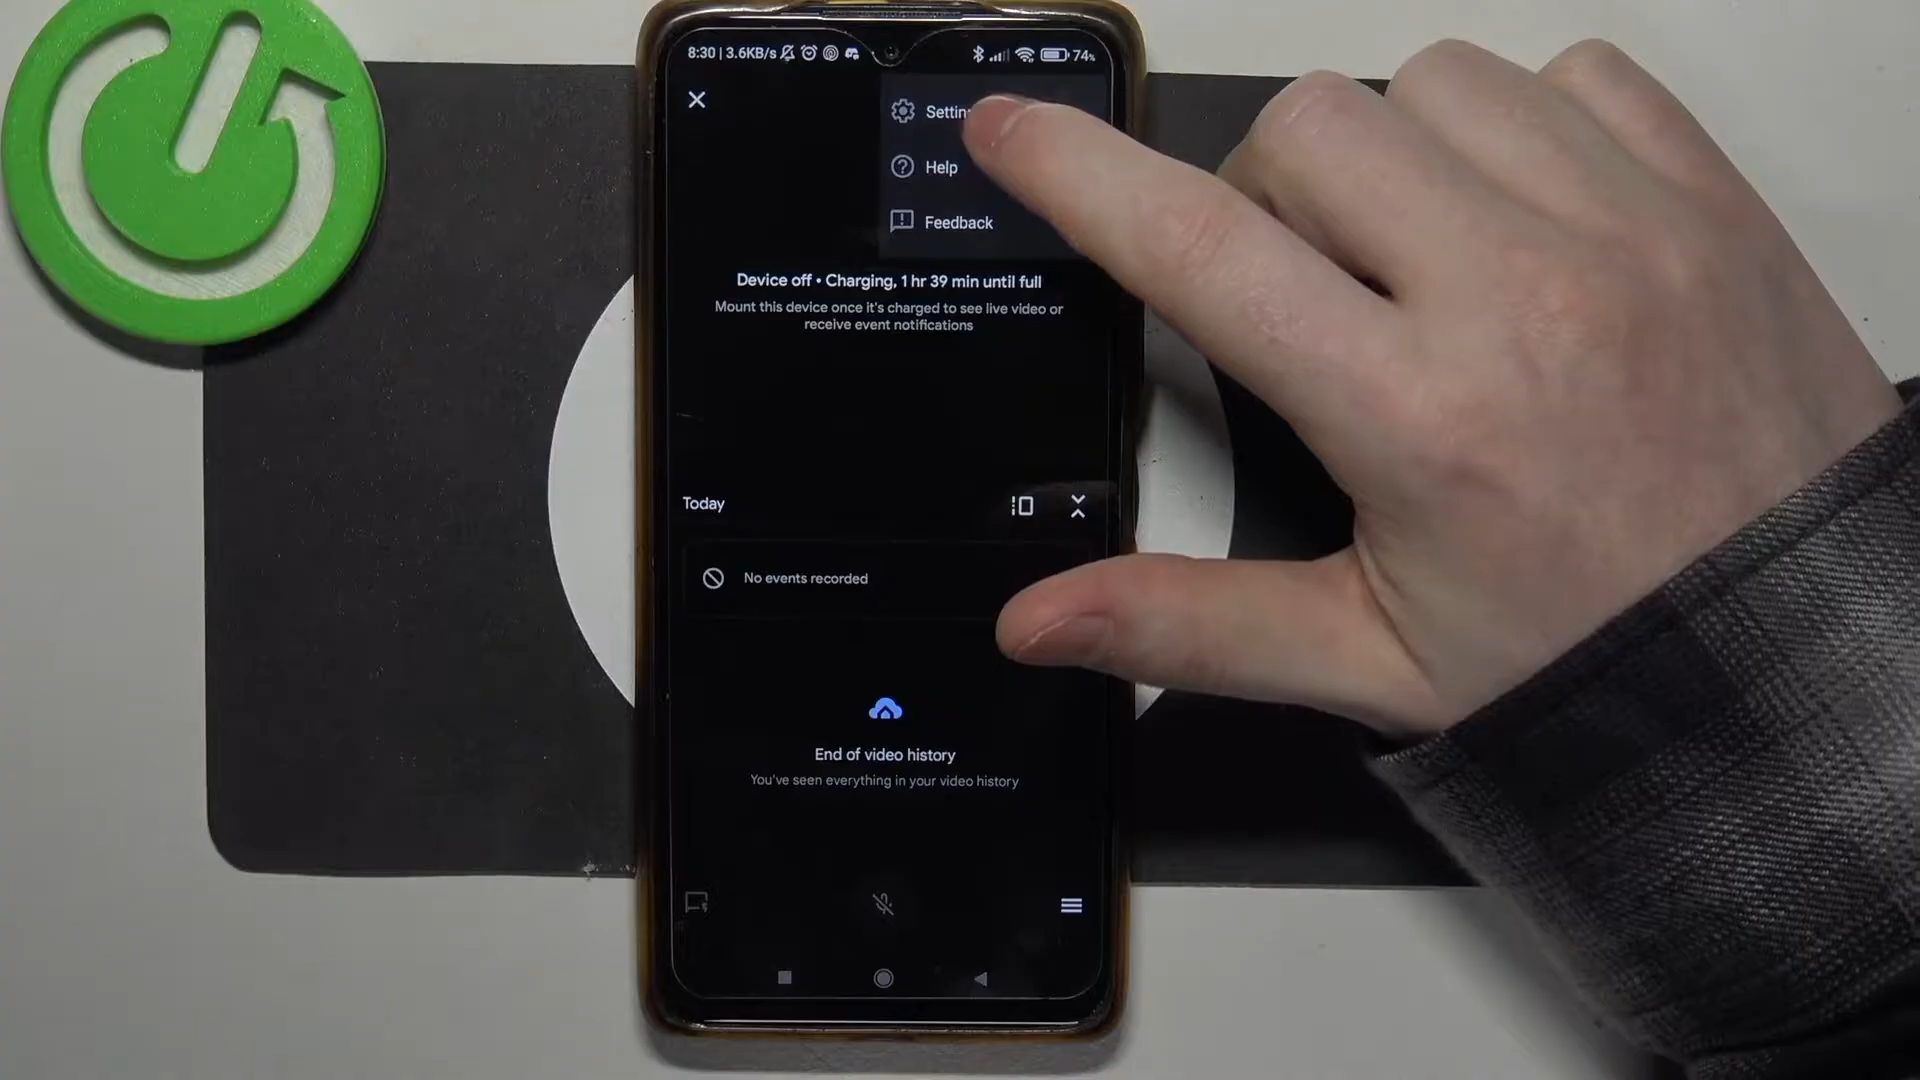 8:30 | 3.6KB/s
74%
Help
Feedback
Device off • Charging, 1 hr 39 min until full
Mount this device once it's charged to see live video or
receive event notifications
Today
No events recorded
End of video history
You've seen everything in your video history